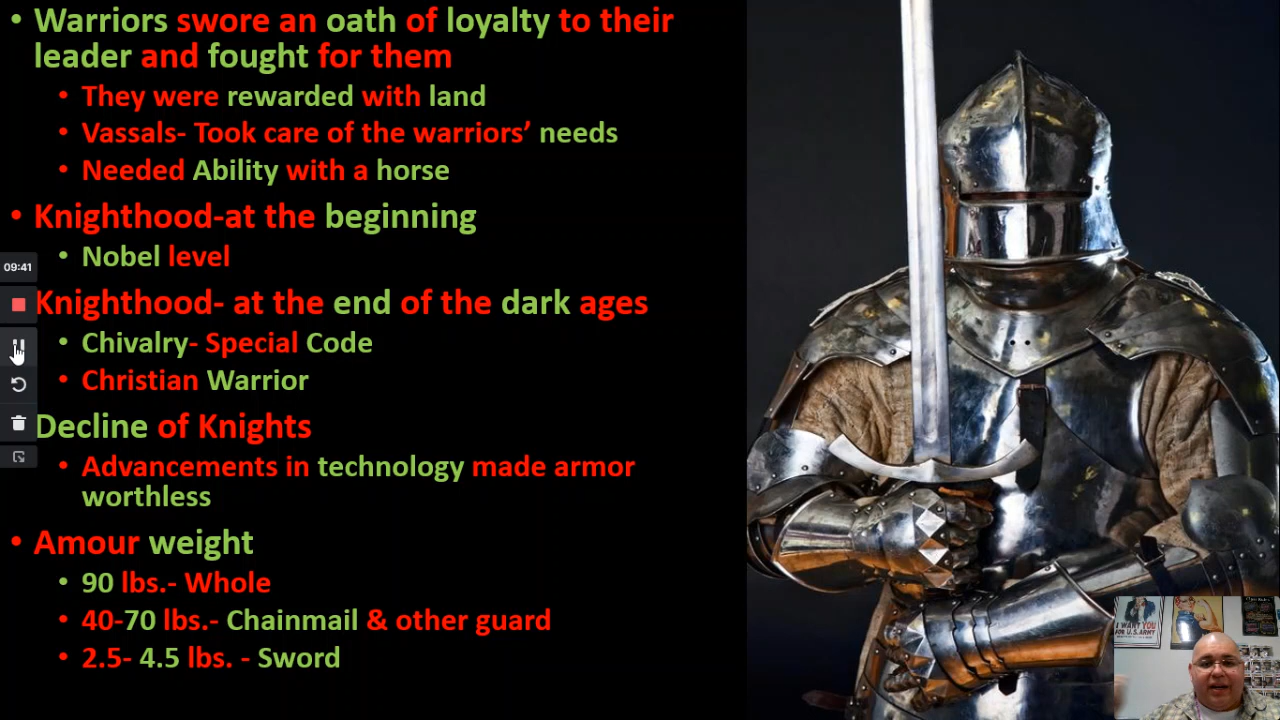 • Warriors swore an oath of loyalty to their
leader and fought for them
• They were rewarded with land
• Vassals- Took care of the warriors’ needs
• Needed Ability with a horse
• Knighthood-at the beginning
• Nobel level
09:41
Knighthood- at the end of the dark ages
• Chivalry- Special Code
• Christian Warrior
Decline of Knights
• Advancements in technology made armor
worthless
• Amour weight
• 90 lbs.- Whole
• 40-70 lbs.- Chainmail & other guard
• 2.5- 4.5 lbs. - Sword
I WANT YOU
FOR U.S. ARMY